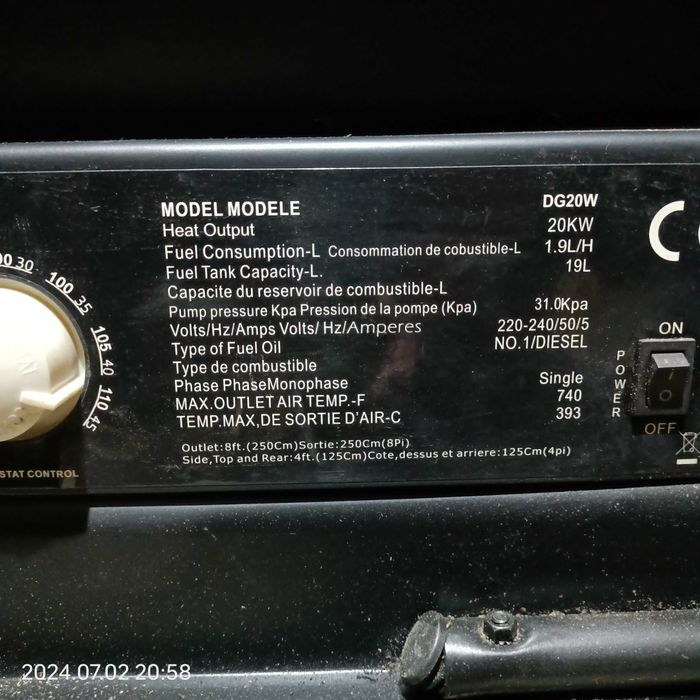 MODEL MODELE DG20W
Heat Output 20KW
Fuel Consumption-L Consommation de cobustible-L 1.9L/H
Fuel Tank Capacity-L. 19L
Capacite du reservoir de combustible-L
Pump pressure Kpa Pression de la pompe (Kpa) 31.0Kpa
Volts/Hz/Amps Volts/ Hz/Amperes 220-240/50/5
Type of Fuel Oil NO.1/DIESEL
Type de combustible
Phase PhaseMonophase Single
MAX.OUTLET AIR TEMP.-F 740
TEMP.MAX,DE SORTIE D'AIR-C 393
Outlet:8ft.(250Cm)Sortie:250Cm(8Pi)
Side,Top and Rear:4ft.(125Cm)Cote,dessus et arriere:125Cm(4pi)
30
100 35
105 40
110 45
STAT CONTROL
CE
ON
POWER
OFF
2024.07.02 20:58